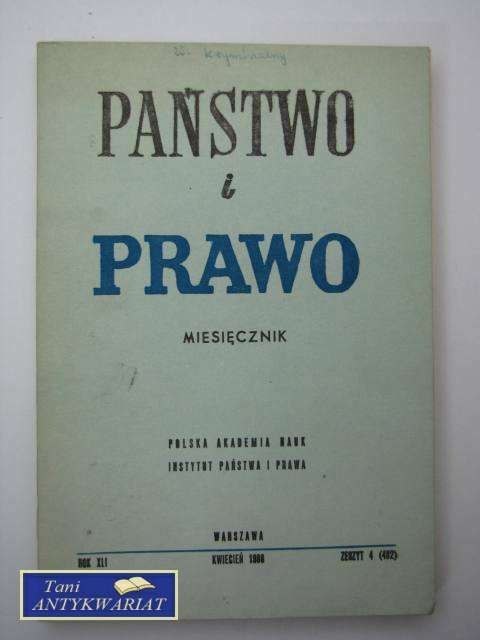 kryminalny
PAŃSTWO
i
PRAWO
MIESIĘCZNIK
POLSKA AKADEMIA NAUK
INSTYTUT PAŃSTWA I PRAWA
WARSZAWA
ROK XLI KWIECIEŃ 1986 ZESZYT 4 (482)
Tani
ANTYKWARIAT